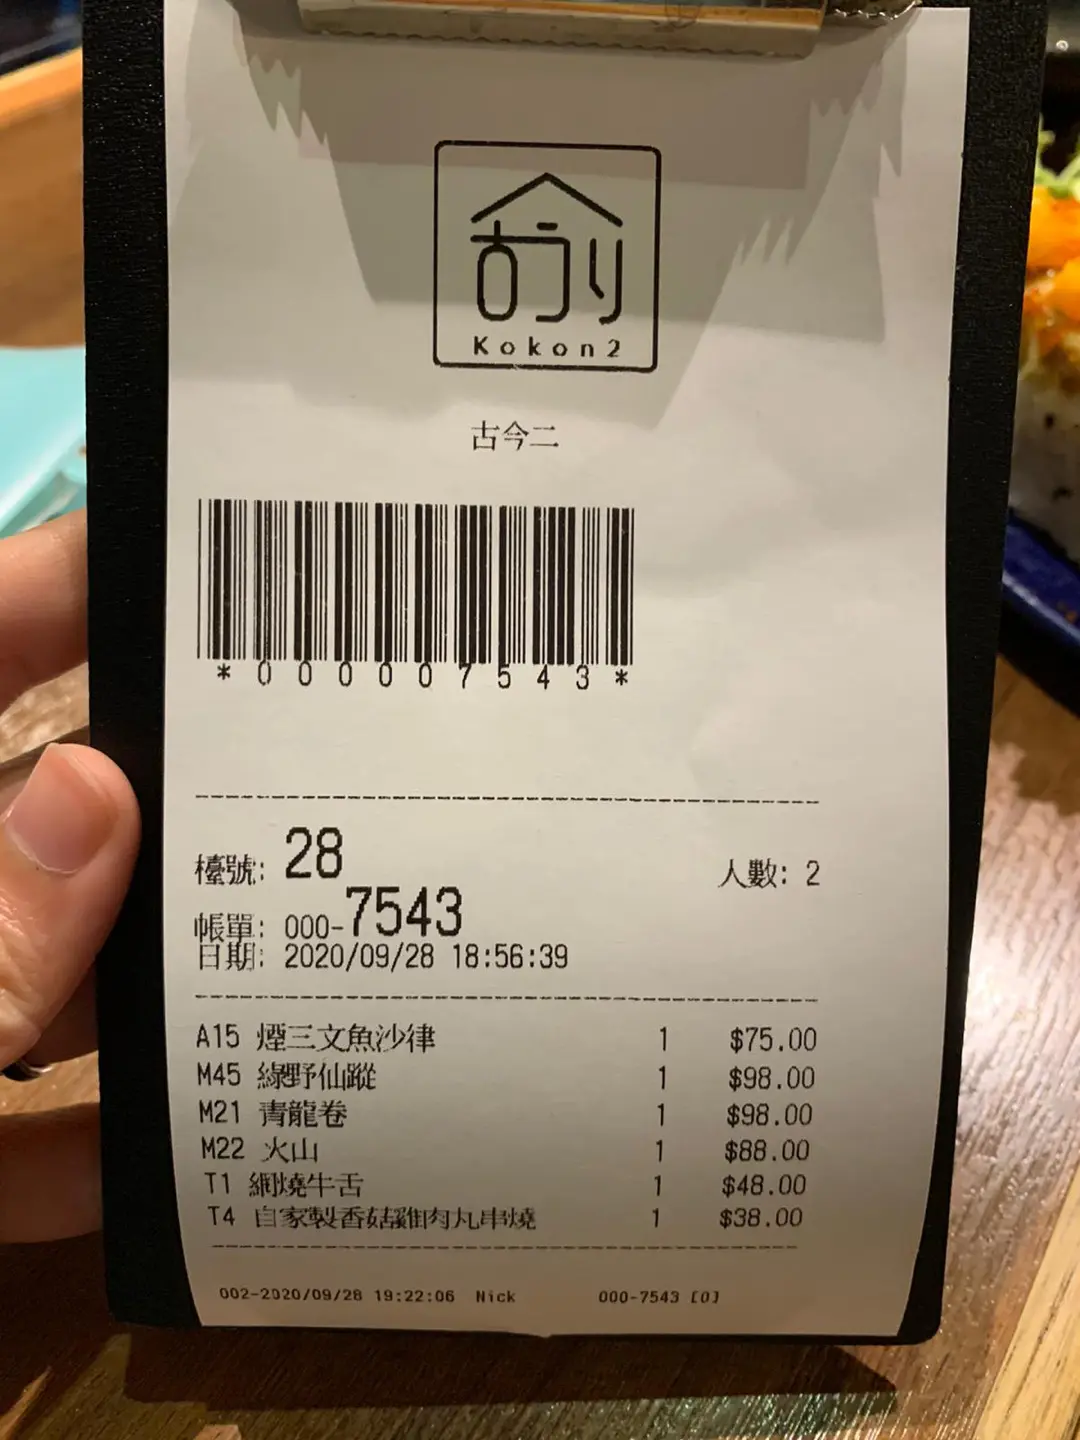 Kokon2
古今二
*000007543*
檯號: 28 人數: 2
帳單: 000-7543
日期: 2020/09/28 18:56:39
A15 煙三文魚沙律 1 $75.00
M45 綠野仙蹤 1 $98.00
M21 青龍卷 1 $98.00
M22 火山 1 $88.00
T1 網燒牛舌 1 $48.00
T4 自家製香菇雞肉丸串燒 1 $38.00
002-2020/09/28 19:22:06 Nick 000-7543 [0]